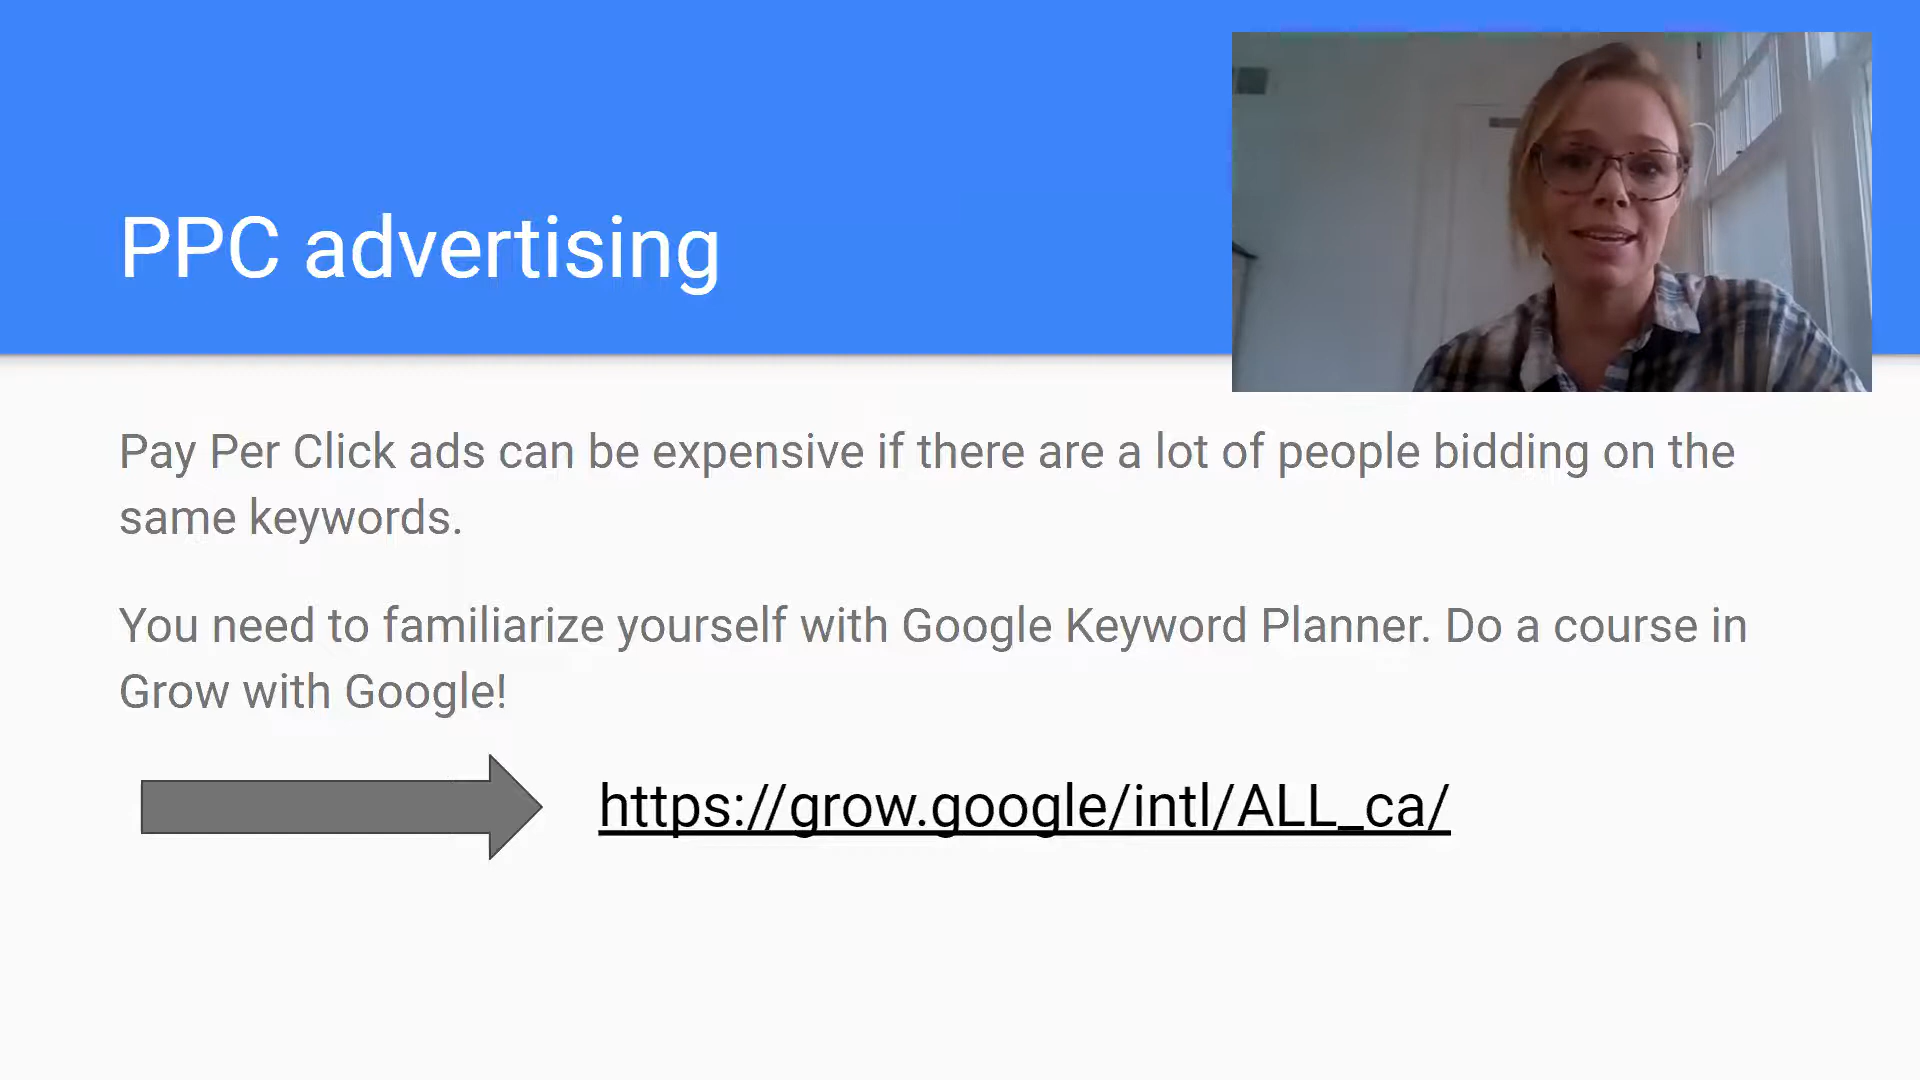 PPC advertising
Pay Per Click ads can be expensive if there are a lot of people bidding on the
same keywords.
You need to familiarize yourself with Google Keyword Planner. Do a course in
Grow with Google!
https://grow.google/intl/ALL_ca/